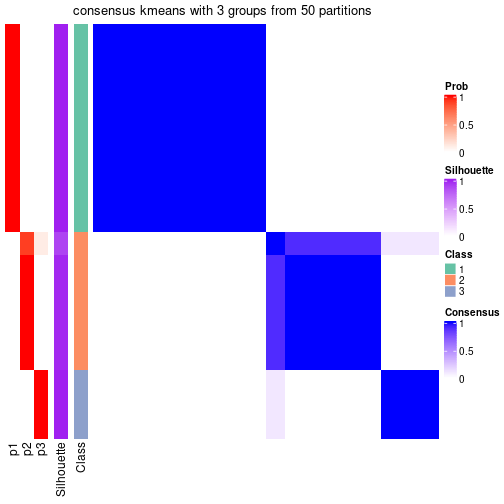 consensus kmeans with 3 groups from 50 partitions
Prob
1
0.5
0
Silhouette
1
0.5
0
Class
1
2
3
Consensus
1
0.5
0
p1
p2
p3
Silhouette
Class